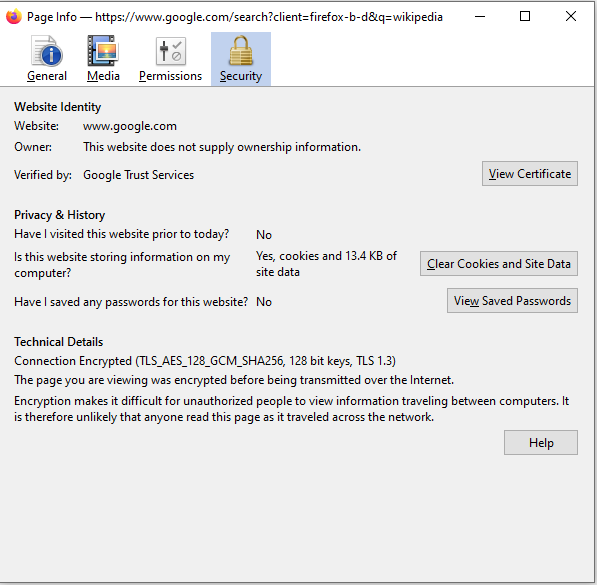 Page Info — https://www.google.com/search?client=firefox-b-d&q=wikipedia
General Media Permissions Security
Website Identity
Website: www.google.com
Owner: This website does not supply ownership information.
Verified by: Google Trust Services View Certificate
Privacy & History
Have I visited this website prior to today? No
Is this website storing information on my computer? Yes, cookies and 13.4 KB of site data Clear Cookies and Site Data
Have I saved any passwords for this website? No View Saved Passwords
Technical Details
Connection Encrypted (TLS_AES_128_GCM_SHA256, 128 bit keys, TLS 1.3)
The page you are viewing was encrypted before being transmitted over the Internet.
Encryption makes it difficult for unauthorized people to view information traveling between computers. It
is therefore unlikely that anyone read this page as it traveled across the network.
Help